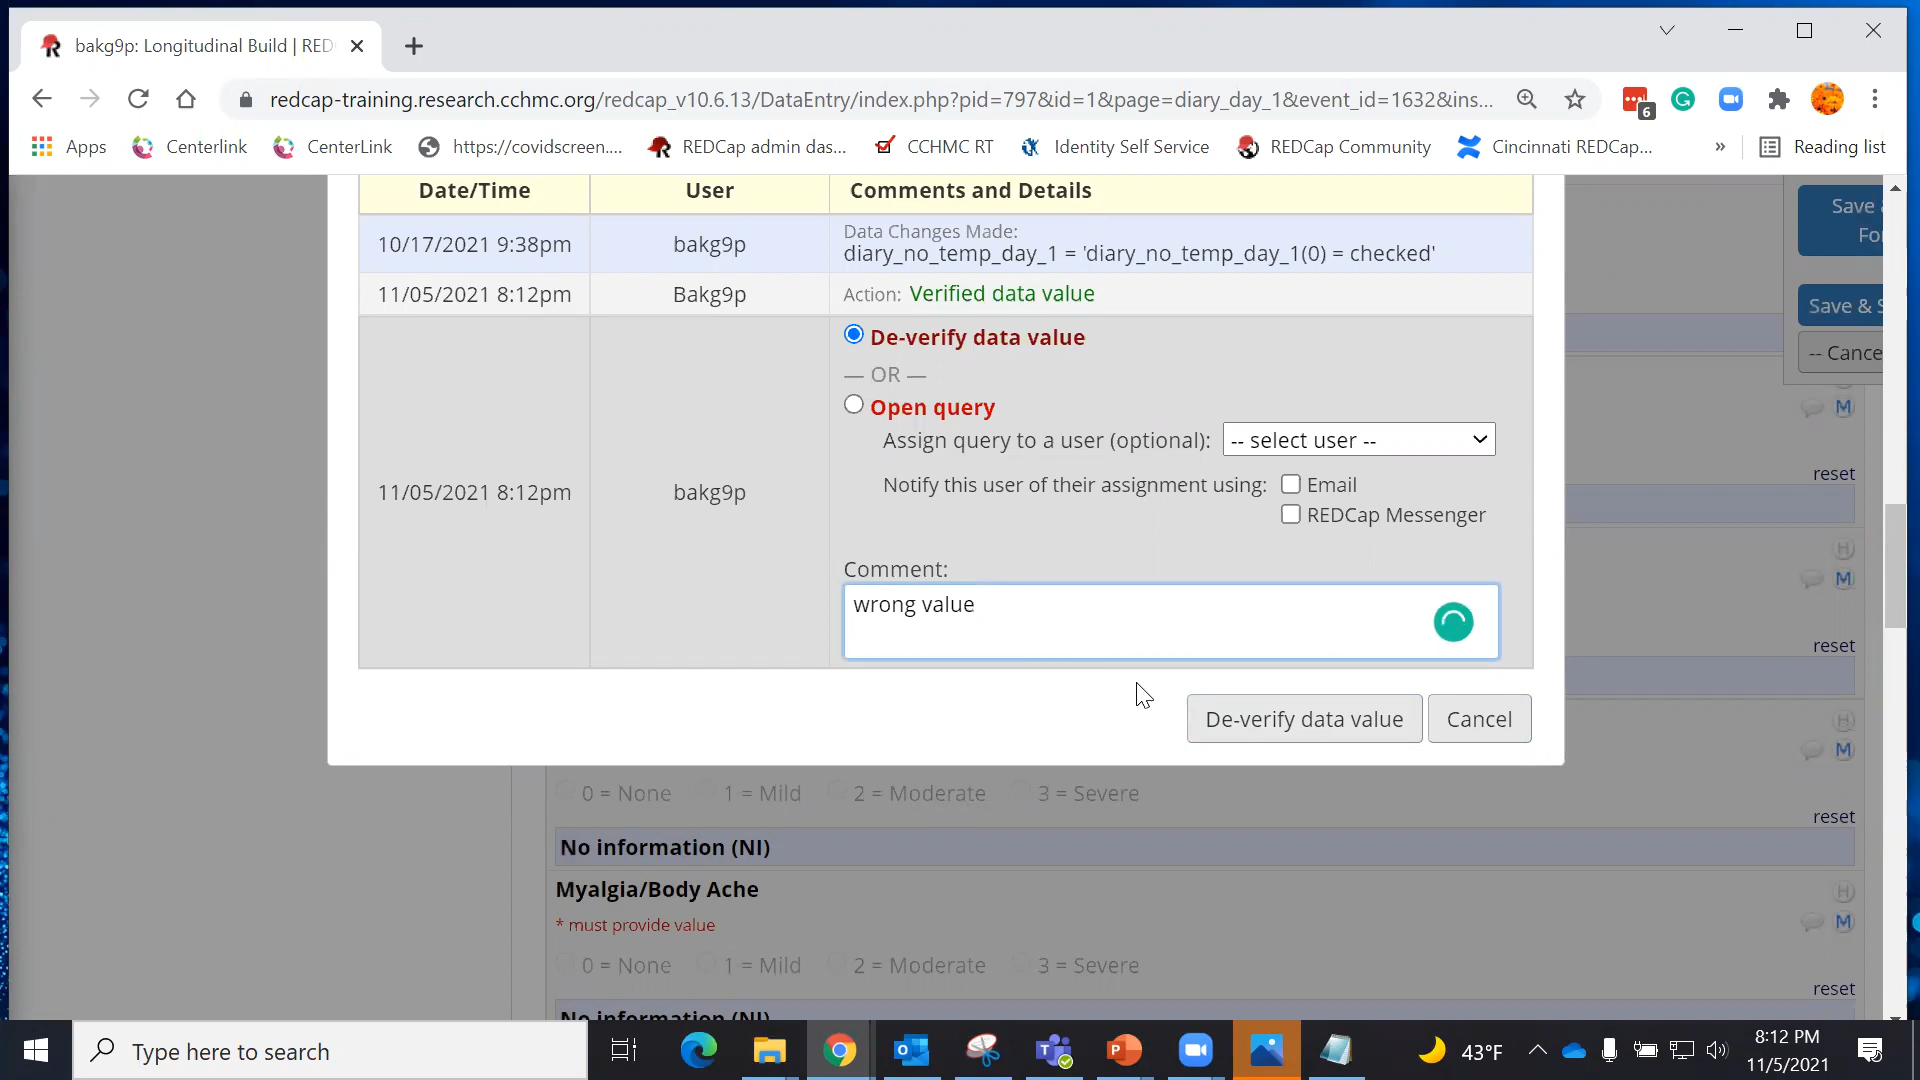 bakg9p: Longitudinal Build | RED
redcap-training.research.cchmc.org/redcap_v10.6.13/DataEntry/index.php?pid=797&id=1&page=diary_day_1&event_id=1632&ins...
6
Apps
Centerlink
CenterLink
https://covidscreen....
REDCap admin das...
CCHMC RT
Identity Self Service
REDCap Community
Cincinnati REDCap...
»
Reading list
Date/Time User Comments and Details
10/17/2021 9:38pm bakg9p Data Changes Made:
diary_no_temp_day_1 = 'diary_no_temp_day_1(0) = checked'
11/05/2021 8:12pm Bakg9p Action: Verified data value
11/05/2021 8:12pm bakg9p
De-verify data value
— OR —
Open query
Assign query to a user (optional): -- select user --
Notify this user of their assignment using: Email
REDCap Messenger
Comment:
wrong value
De-verify data value Cancel
Save
For
Save & S
-- Cance
M
reset
H
M
reset
H
M
0 = None 1 = Mild 2 = Moderate 3 = Severe
reset
No information (NI)
Myalgia/Body Ache
H
* must provide value
M
0 = None 1 = Mild 2 = Moderate 3 = Severe
reset
No information (NI)
Type here to search
43°F
8:12 PM
11/5/2021